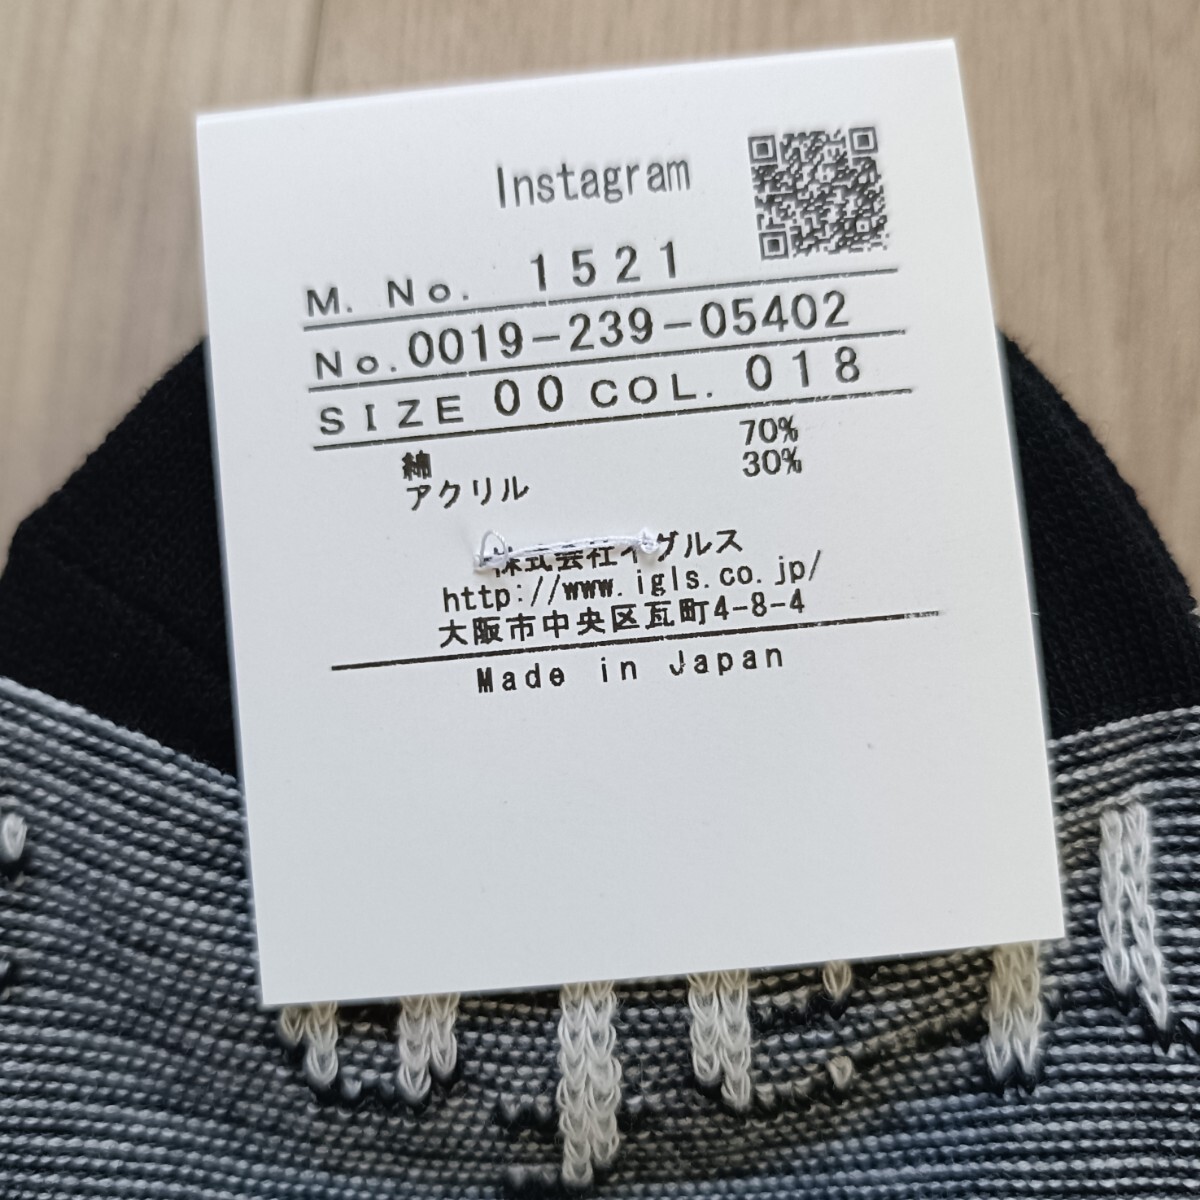 Instagram
M. No. 1521
No.0019-239-05402
SIZE 00 COL. 018
綿 70%
アクリル 30%
株式会社イグルス
http://www.igls.co.jp/
大阪市中央区瓦町4-8-4
Made in Japan